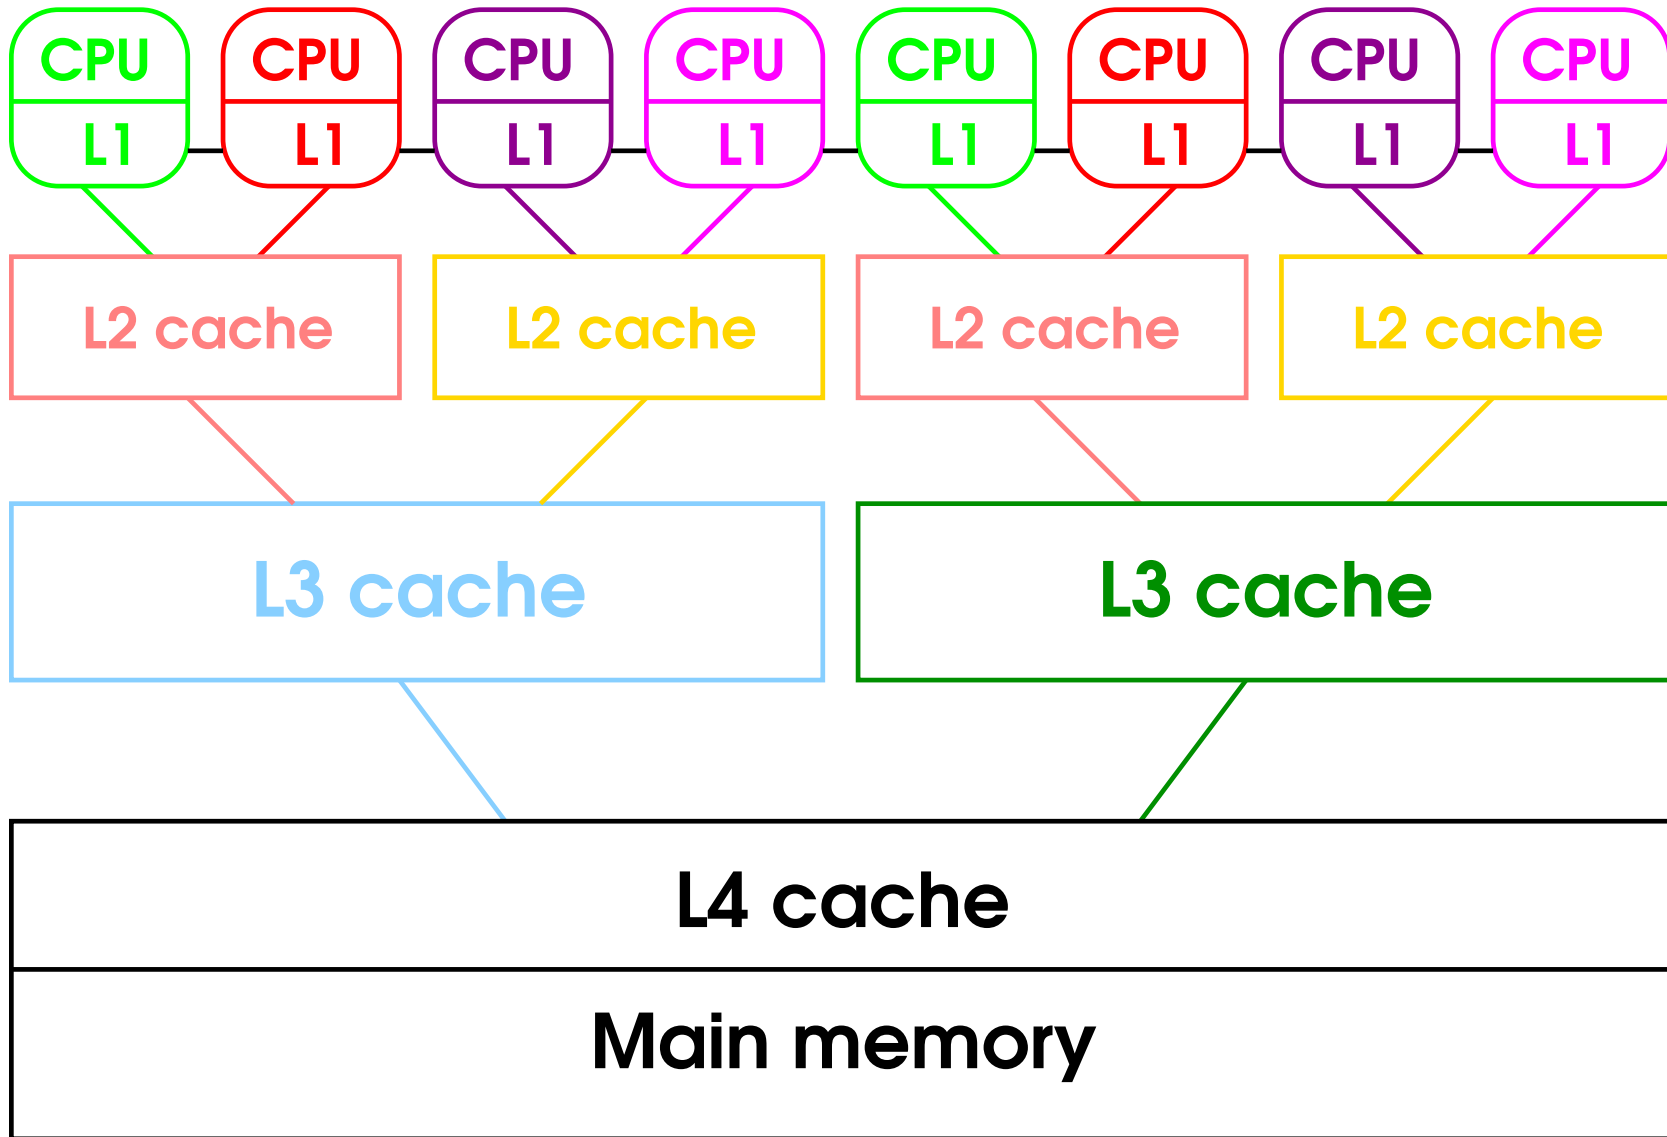 CPU CPU CPU CPU CPU CPU CPU CPU
L1 L1 L1 L1 L1 L1 L1 L1
L2 cache L2 cache L2 cache L2 cache
L3 cache L3 cache
L4 cache
Main memory